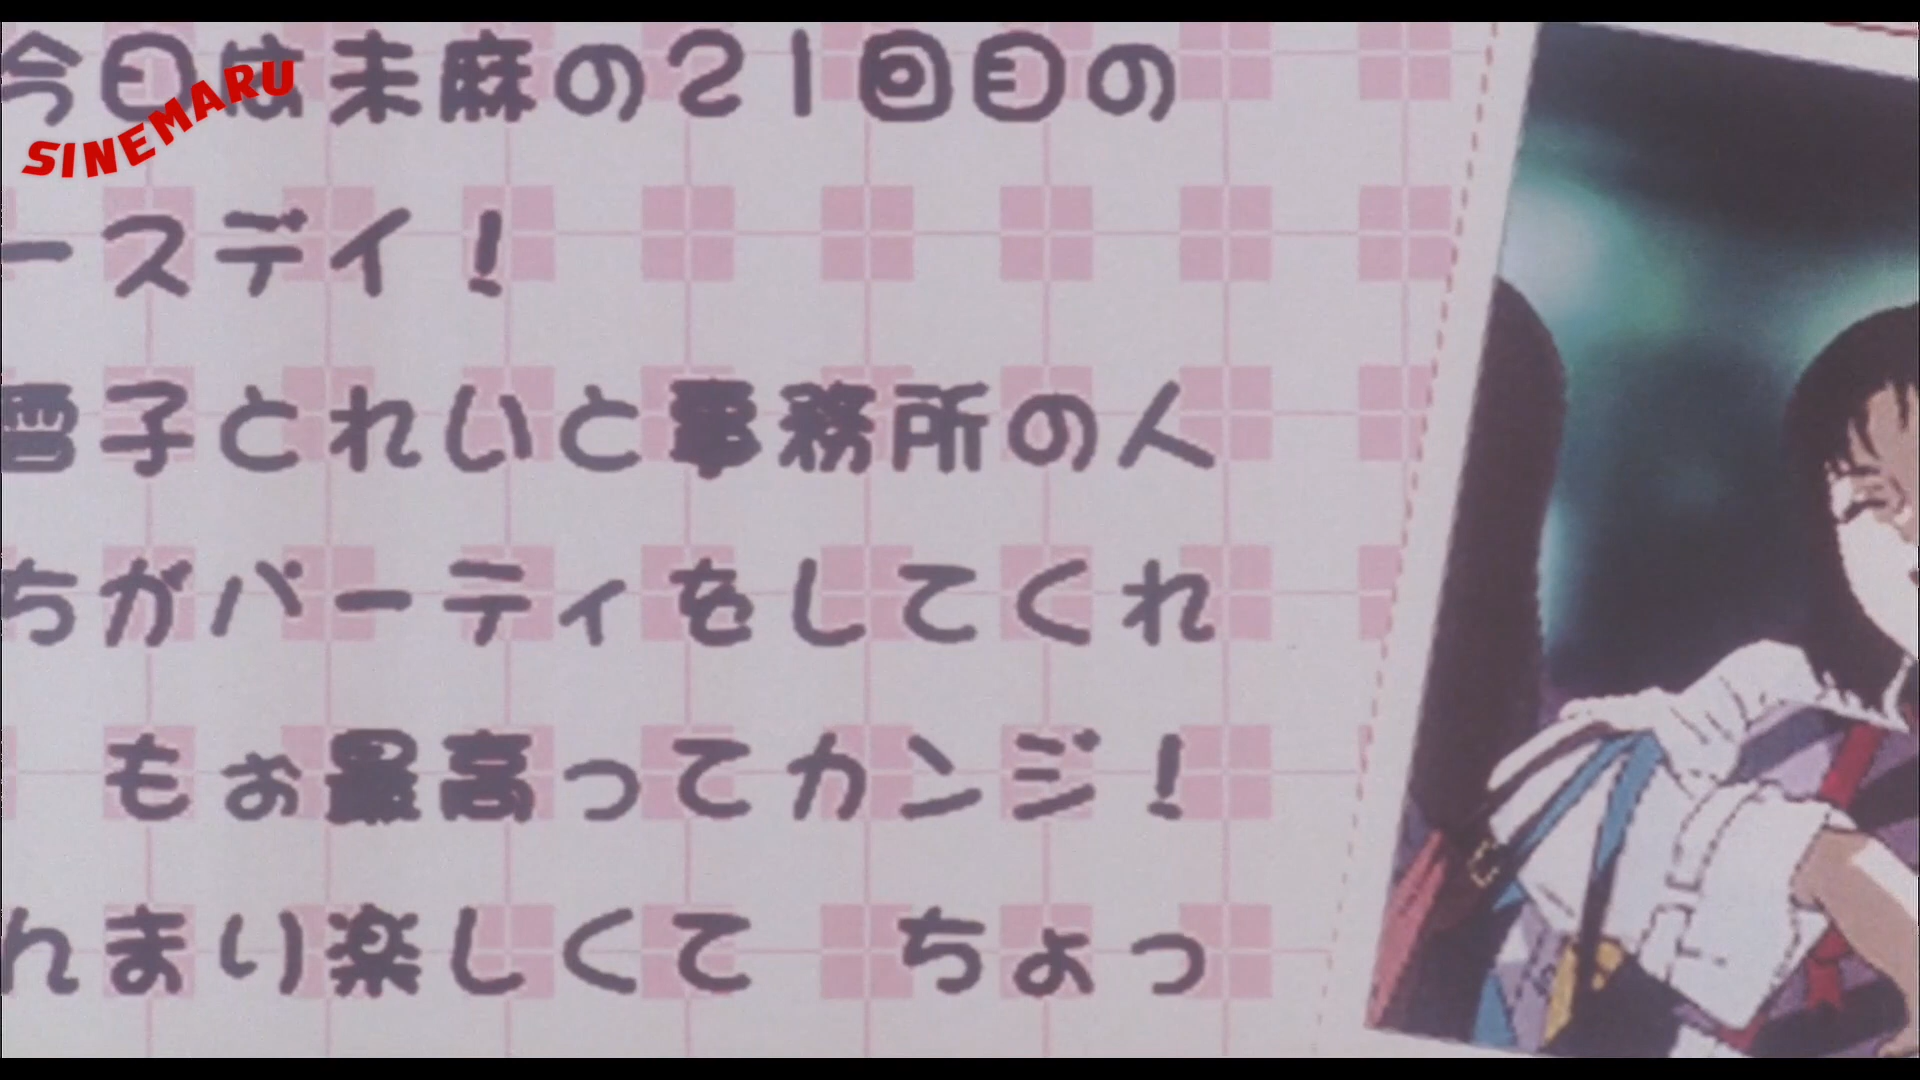 SINEMARU
今日は未麻の21回目の
ースデイ！
雪子とれいと事務所の人
ちがパーティをしてくれ
もぉ最高ってカンジ！
んまり楽しくて　ちょっ